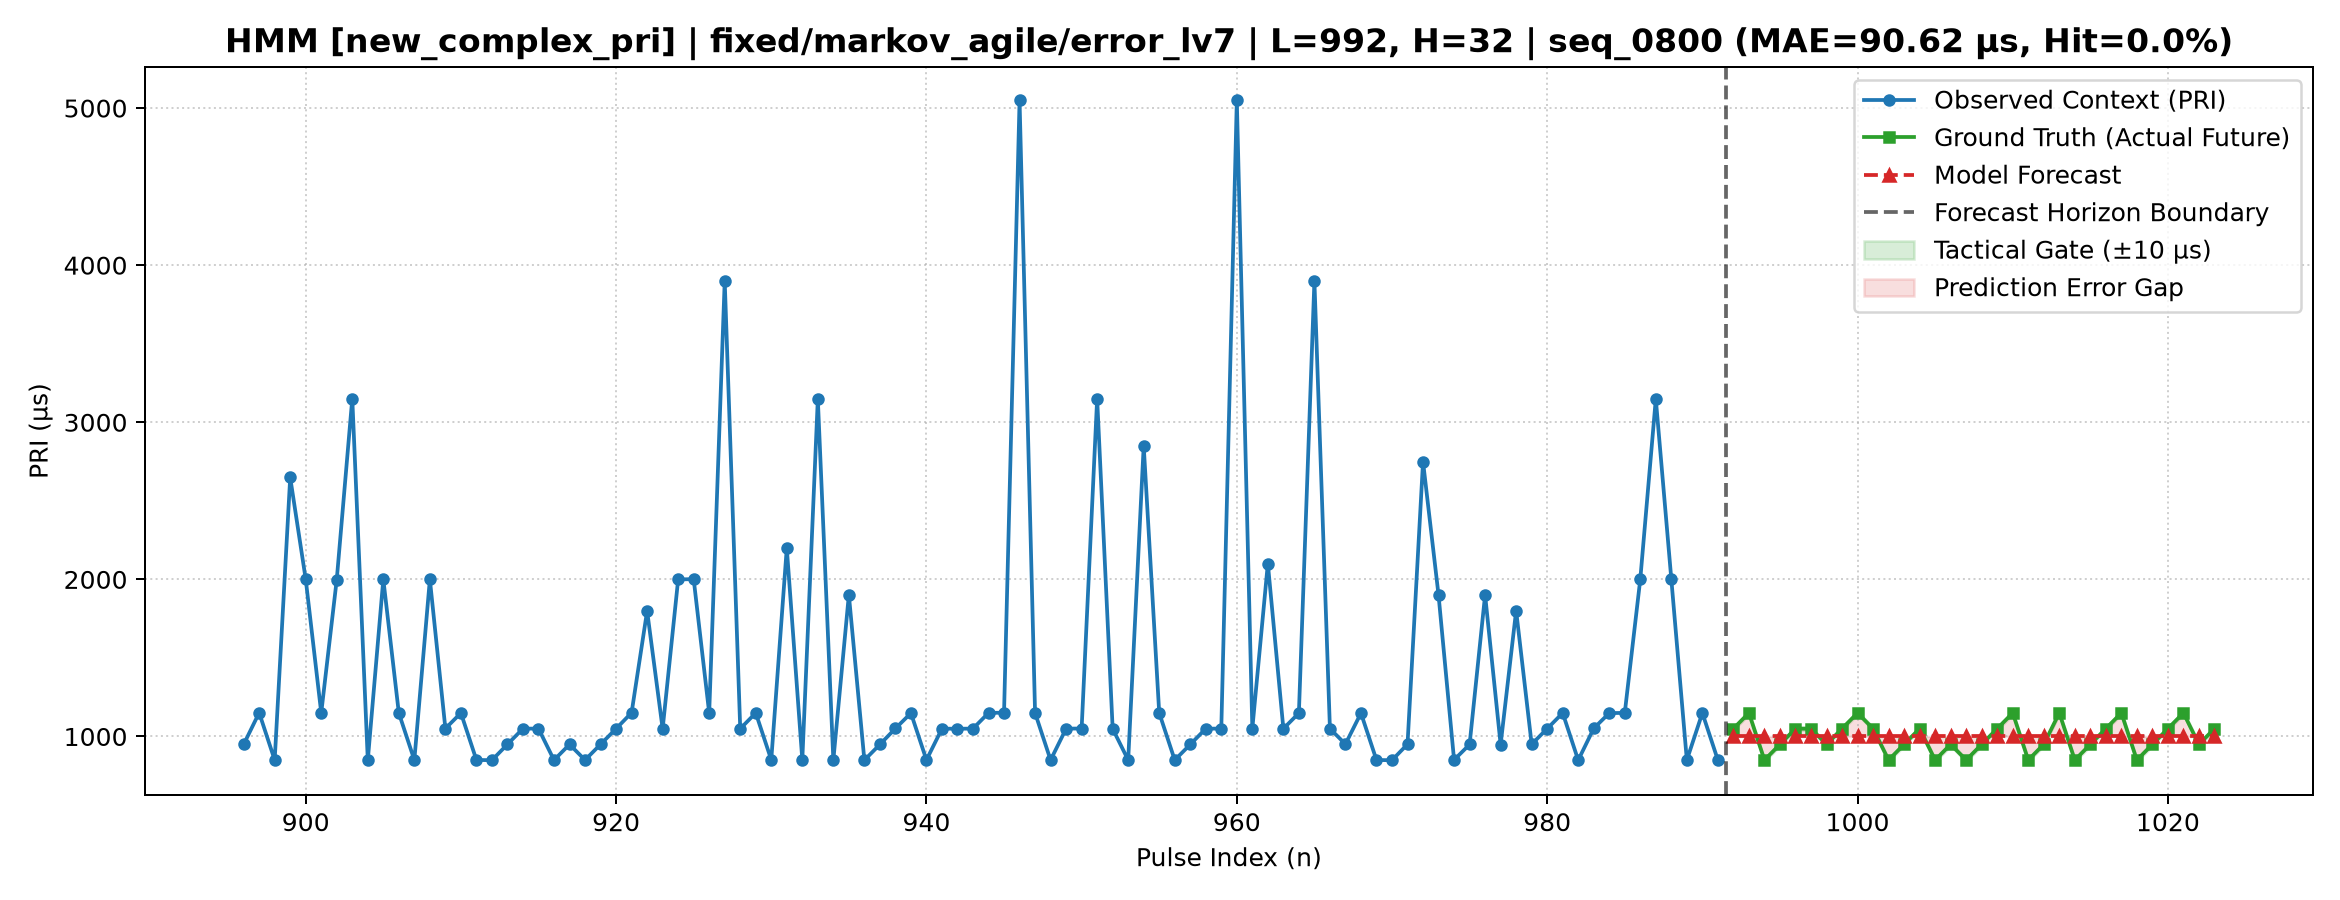 HMM [new_complex_pri] | fixed/markov_agile/error_lv7 | L=992, H=32 | seq_0800 (MAE=90.62 µs, Hit=0.0%)
Observed Context (PRI)
Ground Truth (Actual Future)
Model Forecast
Forecast Horizon Boundary
Tactical Gate (±10 µs)
Prediction Error Gap
PRI (µs)
5000
4000
3000
2000
1000
900
920
940
960
980
1000
1020
Pulse Index (n)